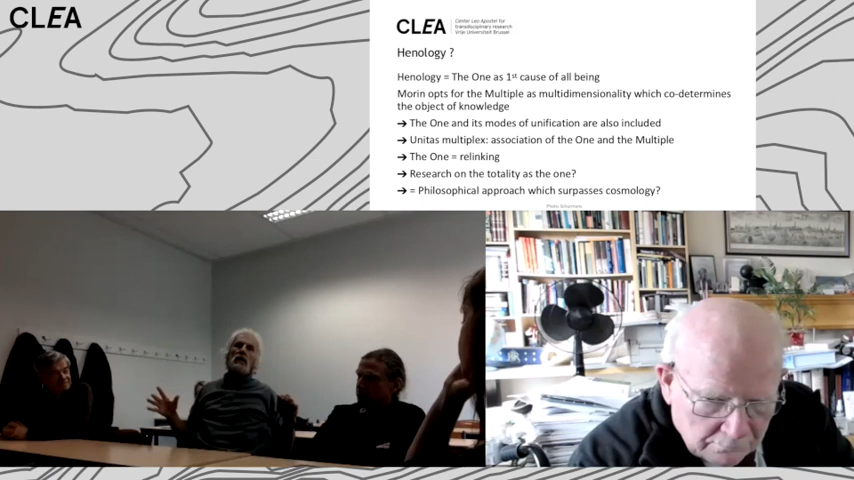 CLEA
CLEA
Center Leo Apostel for
transdisciplinary research
Vrije Universiteit Brussel
Henology ?
Henology = The One as 1st cause of all being
Morin opts for the Multiple as multidimensionality which co-determines
the object of knowledge
➔ The One and its modes of unification are also included
➔ Unitas multiplex: association of the One and the Multiple
➔ The One = relinking
➔ Research on the totality as the one?
➔ = Philosophical approach which surpasses cosmology?